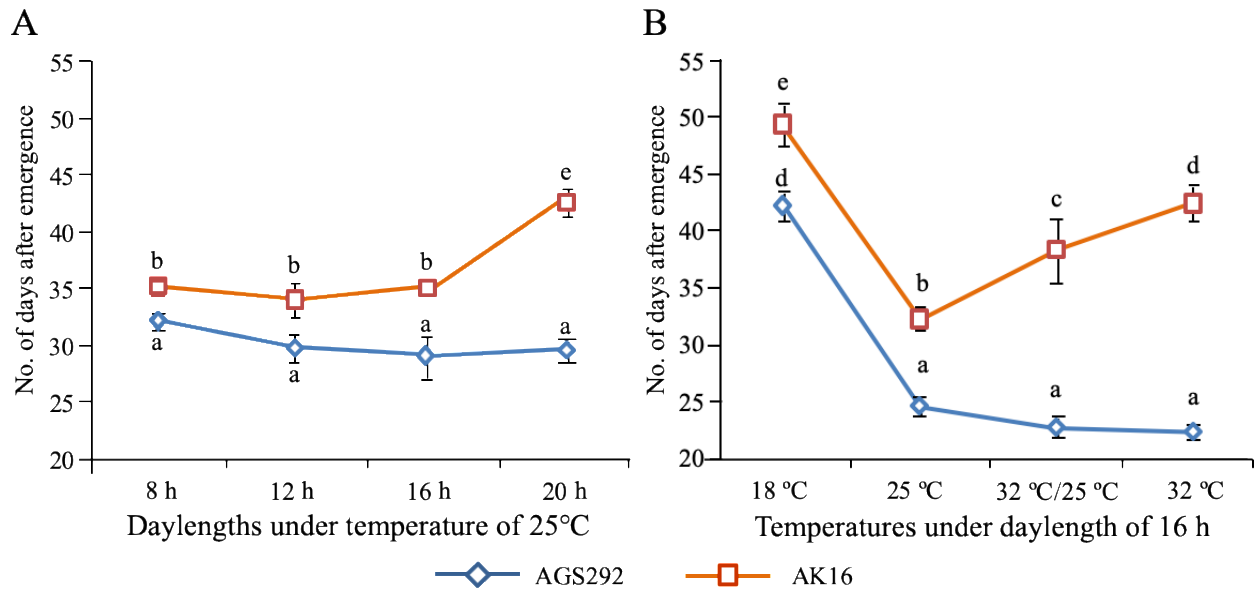 A
No. of days after emergence
55
50
45
40
35
30
25
20
b
b
b
e
a
a
a
a
8 h 12 h 16 h 20 h
Daylengths under temperature of 25°C
B
No. of days after emergence
55
50
45
40
35
30
25
20
e
d
b
c
d
a
a
a
18 ºC 25 ºC 32 ºC/25 ºC 32 ºC
Temperatures under daylength of 16 h
AGS292 AK16